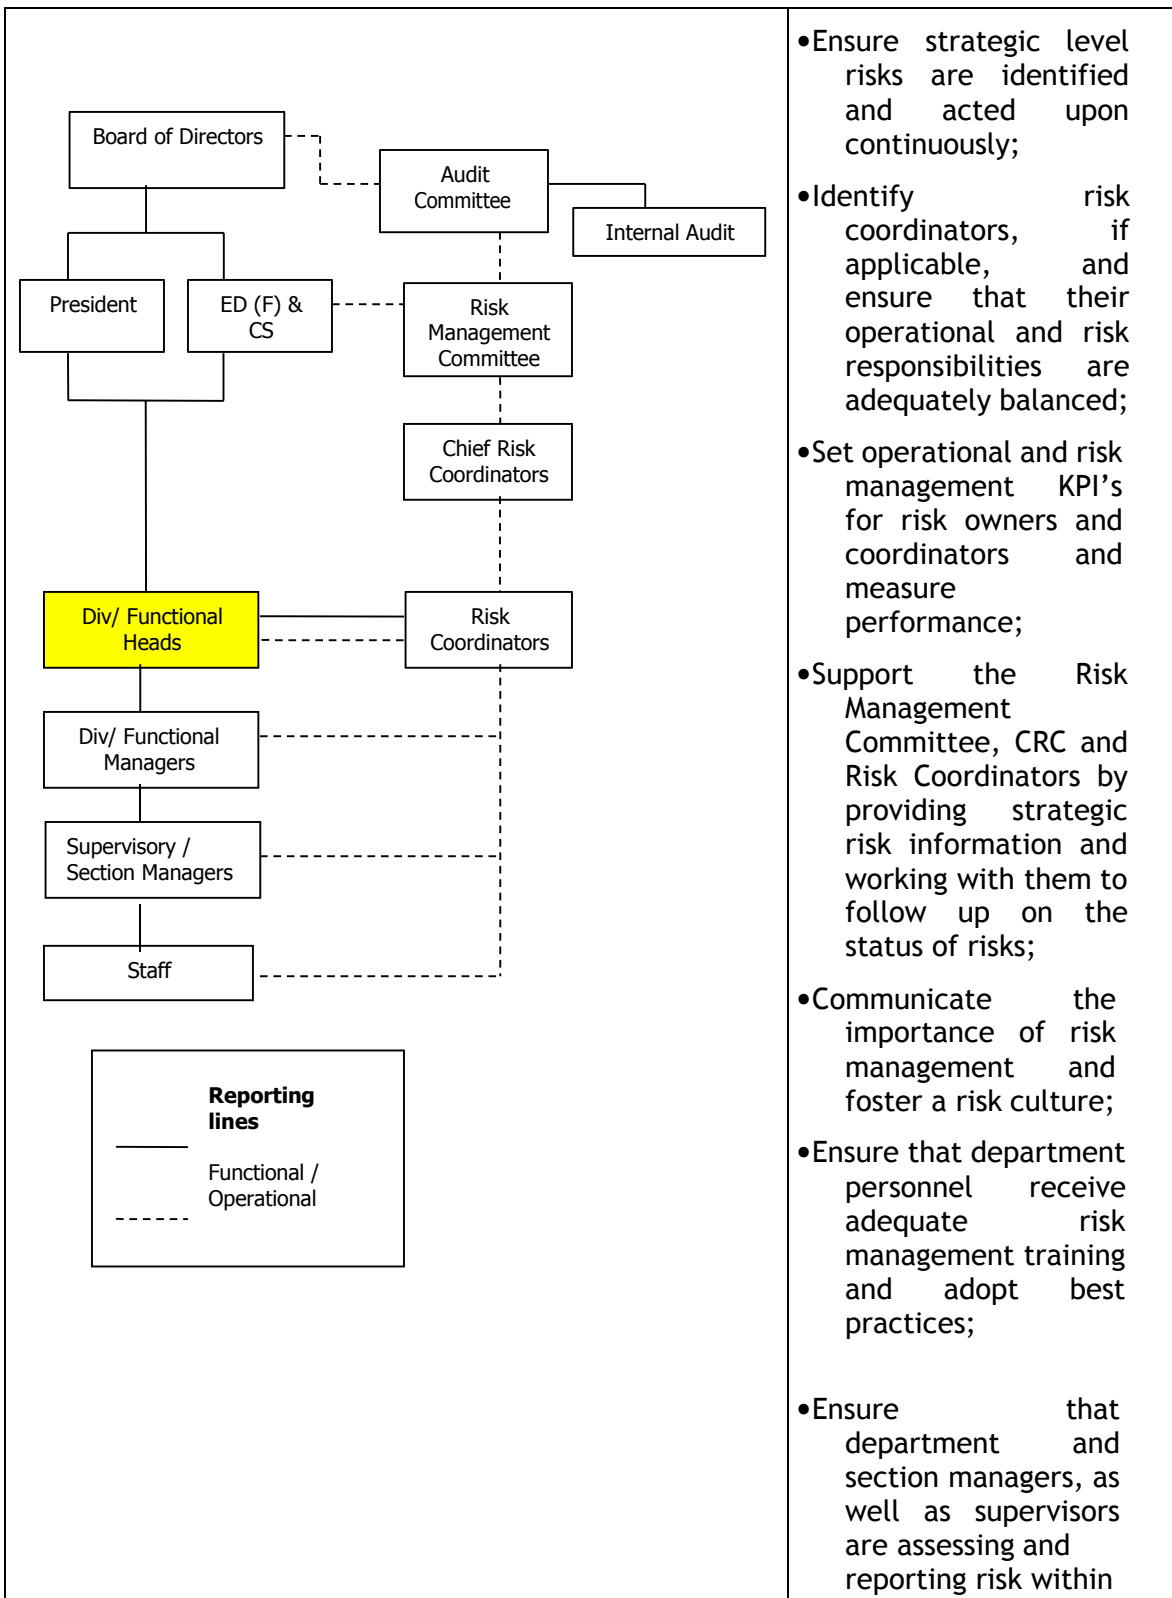 Board of Directors
Audit
Committee
Internal Audit
President
ED (F) &
CS
Risk
Management
Committee
Chief Risk
Coordinators
Div/ Functional
Heads
Risk
Coordinators
Div/ Functional
Managers
Supervisory /
Section Managers
Staff
Reporting
lines
Functional /
Operational
•Ensure strategic level
risks are identified
and acted upon
continuously;
•Identify risk
coordinators, if
applicable, and
ensure that their
operational and risk
responsibilities are
adequately balanced;
•Set operational and risk
management KPI’s
for risk owners and
coordinators and
measure
performance;
•Support the Risk
Management
Committee, CRC and
Risk Coordinators by
providing strategic
risk information and
working with them to
follow up on the
status of risks;
•Communicate the
importance of risk
management and
foster a risk culture;
•Ensure that department
personnel receive
adequate risk
management training
and adopt best
practices;
•Ensure that
department and
section managers, as
well as supervisors
are assessing and
reporting risk within